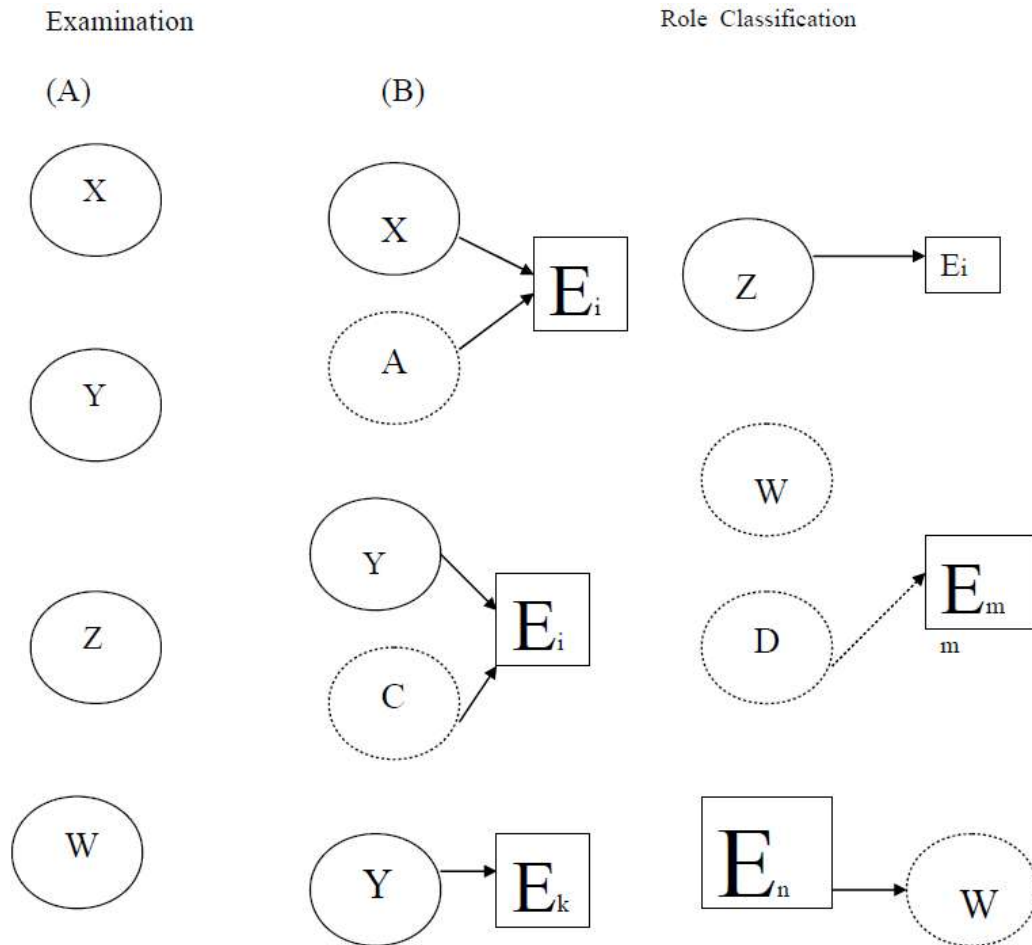 Examination
Role Classification
(A)
(B)
X
X
Ei
A
Z
Ei
Y
W
Y
Ei
C
Em
m
D
Z
W
Y
Ek
En
W